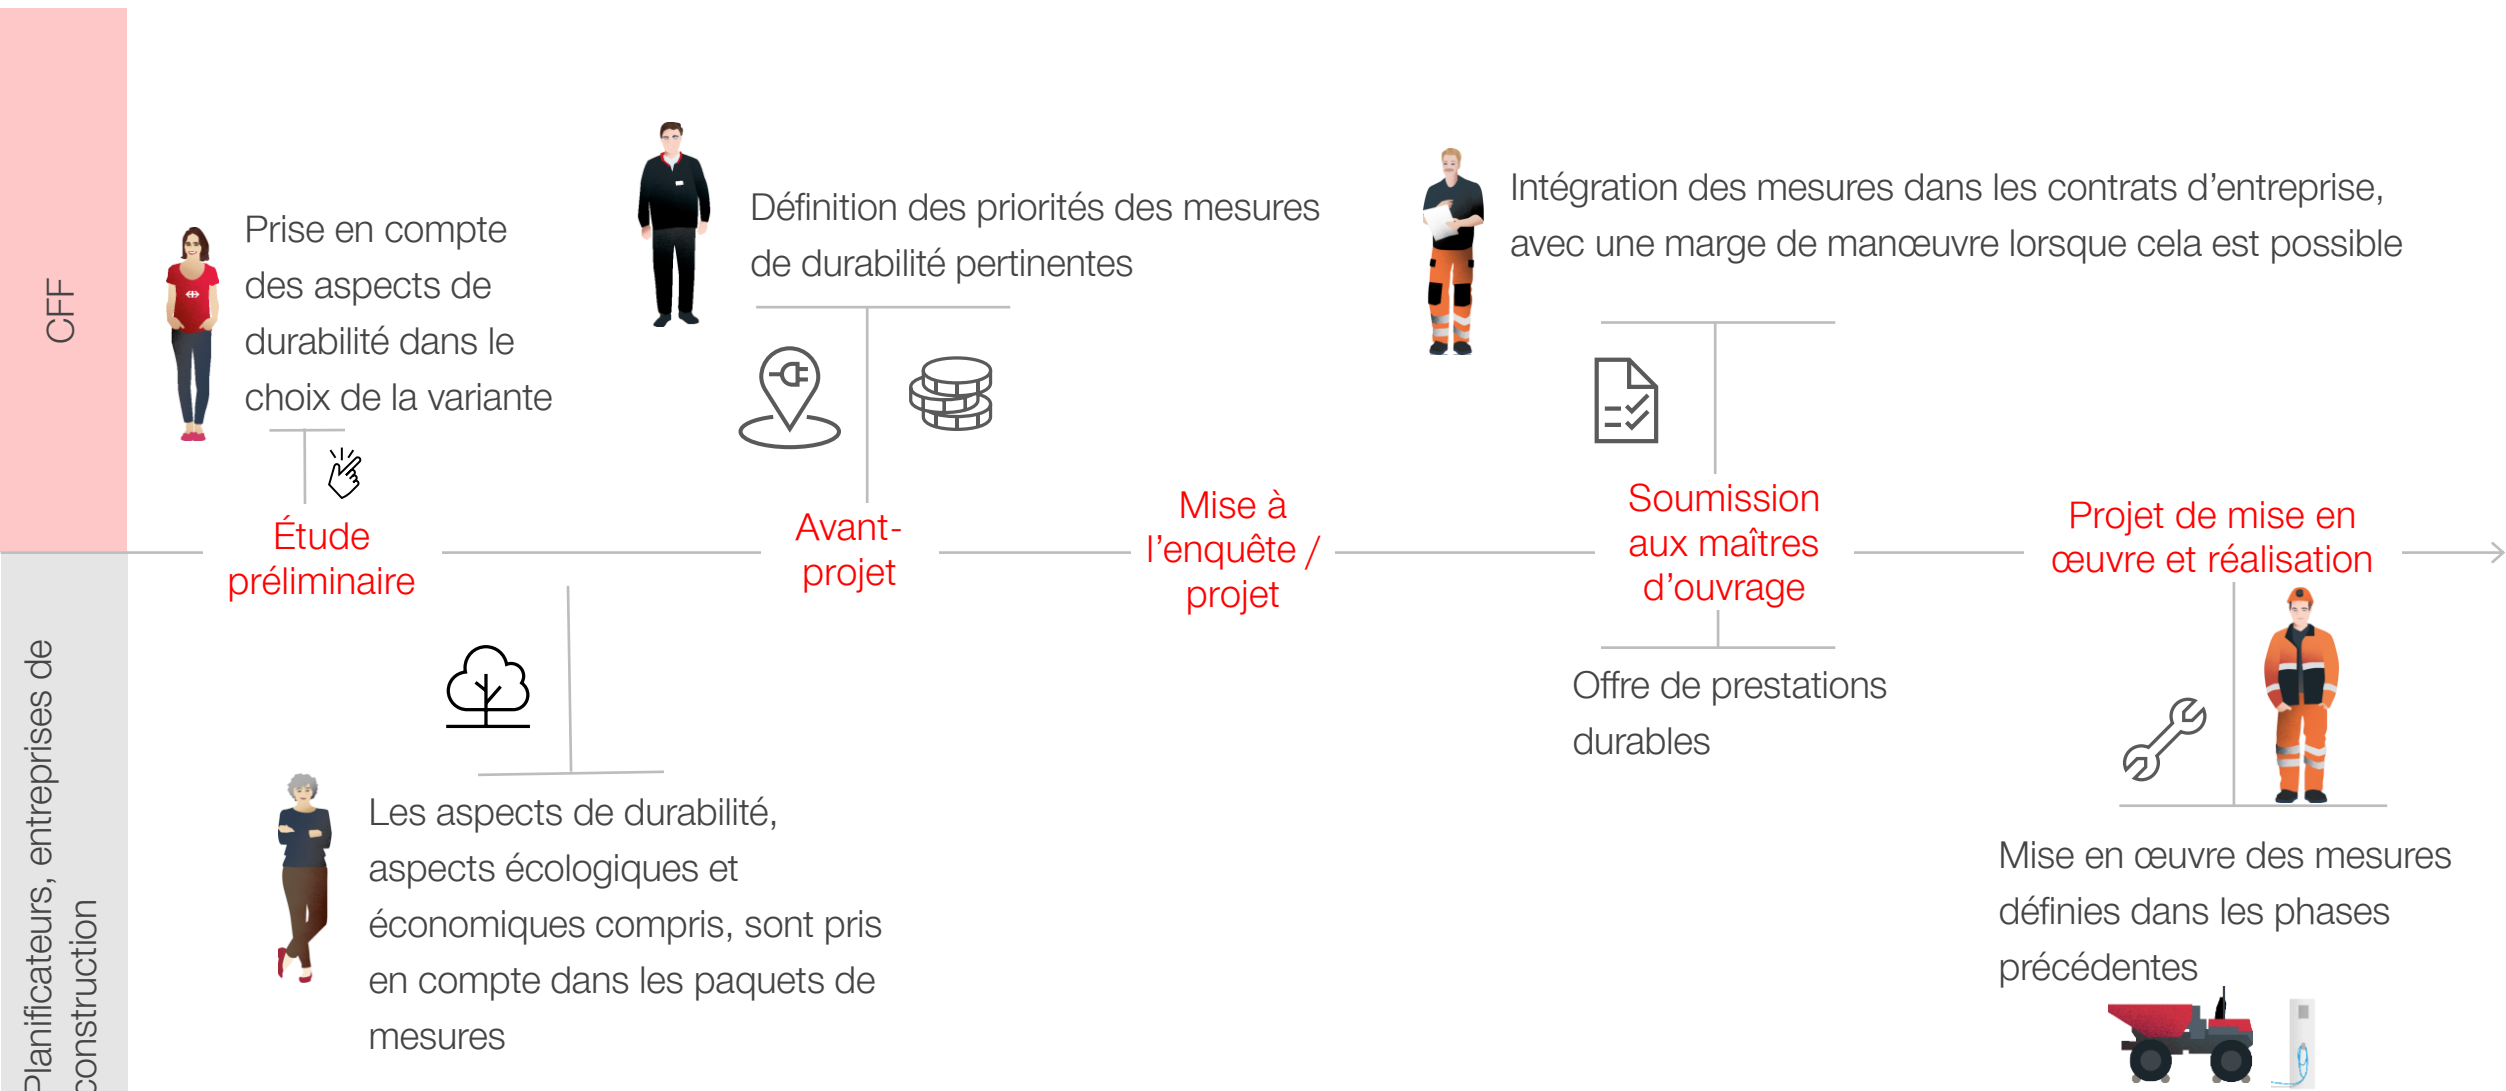 CFF
Prise en compte
des aspects de
durabilité dans le
choix de la variante
Définition des priorités des mesures
de durabilité pertinentes
Intégration des mesures dans les contrats d’entreprise,
avec une marge de manœuvre lorsque cela est possible
Étude
préliminaire
Avant-
projet
Mise à
l’enquête /
projet
Soumission
aux maîtres
d’ouvrage
Projet de mise en
œuvre et réalisation
Planificateurs, entreprises de
construction
Les aspects de durabilité,
aspects écologiques et
économiques compris, sont pris
en compte dans les paquets de
mesures
Offre de prestations
durables
Mise en œuvre des mesures
définies dans les phases
précédentes